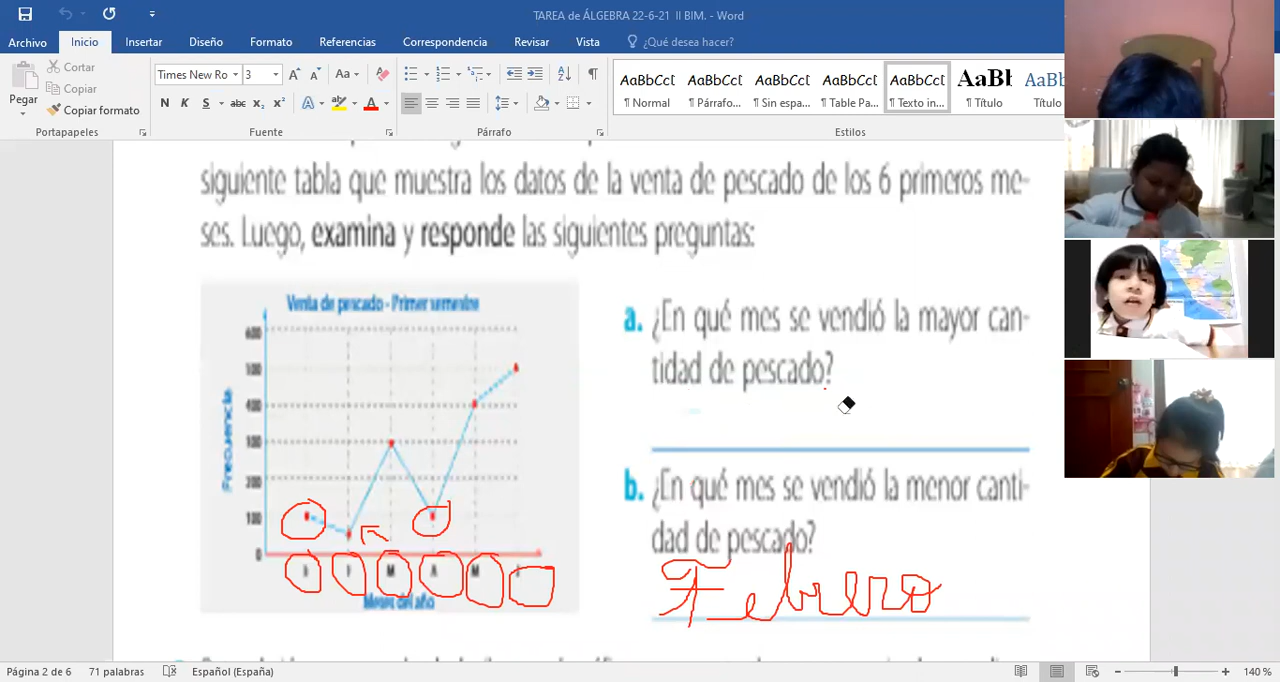 TAREA de ÁLGEBRA 22-6-21 II BIM. - Word
Archivo Inicio Insertar Diseño Formato Referencias Correspondencia Revisar Vista ¿Qué desea hacer?
Pegar
Cortar
Copiar
Copiar formato
Portapapeles
Times New Ro 3
Aa
N K S abc x₂ x²
A A
Fuente
Párrafo
AaBbCcI AaBbCcI AaBbCcI AaBbCcI AaBbCcI AaBb AaBb
¶ Normal ¶ Párrafo... ¶ Sin espa... ¶ Table Pa... ¶ Texto in... ¶ Título Título
Estilos
siguiente tabla que muestra los datos de la venta de pescado de los 6 primeros me-
ses. Luego, examina y responde las siguientes preguntas:
Venta de pescado - Primer semestre
Frecuencia
600
500
400
300
200
100
0
F M A M
Meses del año
a. ¿En qué mes se vendió la mayor can-
tidad de pescado?
b. ¿En qué mes se vendió la menor canti-
dad de pescado?
Febrero
Página 2 de 6 71 palabras Español (España) 140 %